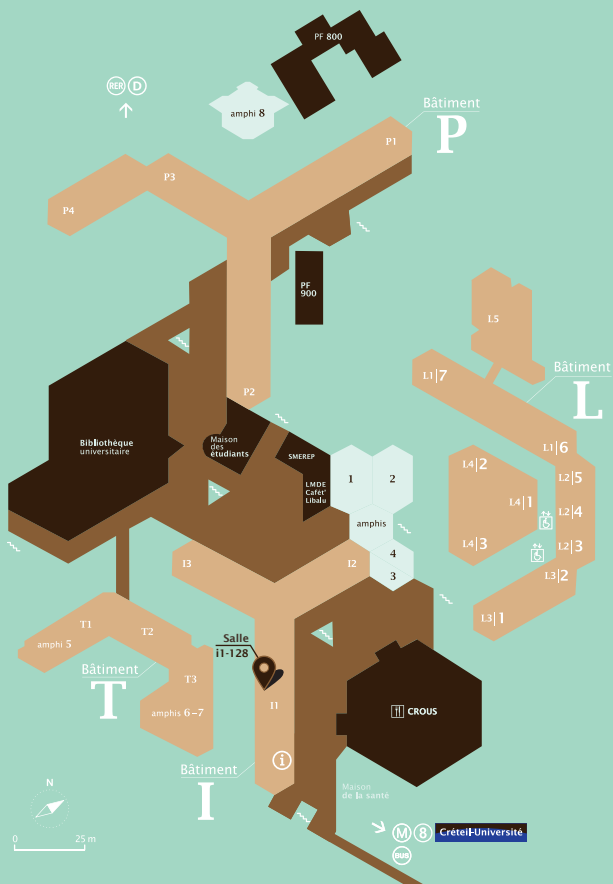 PF 800
RER D
amphi 8
Bâtiment
P
P1
P3
P4
PF
900
L5
L1|7
Bâtiment
L
P2
L1|6
Bibliothèque
universitaire
Maison
des
étudiants
SMEREP
LMDE
Cafét'
Libalu
1
2
L4|2
L2|5
L4|1
L2|4
amphis
L4|3
L2|3
4
3
I3
I2
L3|2
L3|1
T1
T2
amphi 5
Salle
i1-128
Bâtiment
T
T3
amphis 6-7
I1
CROUS
Bâtiment
I
i
Maison
de la santé
N
0 25 m
M 8 Créteil-Université
BUB